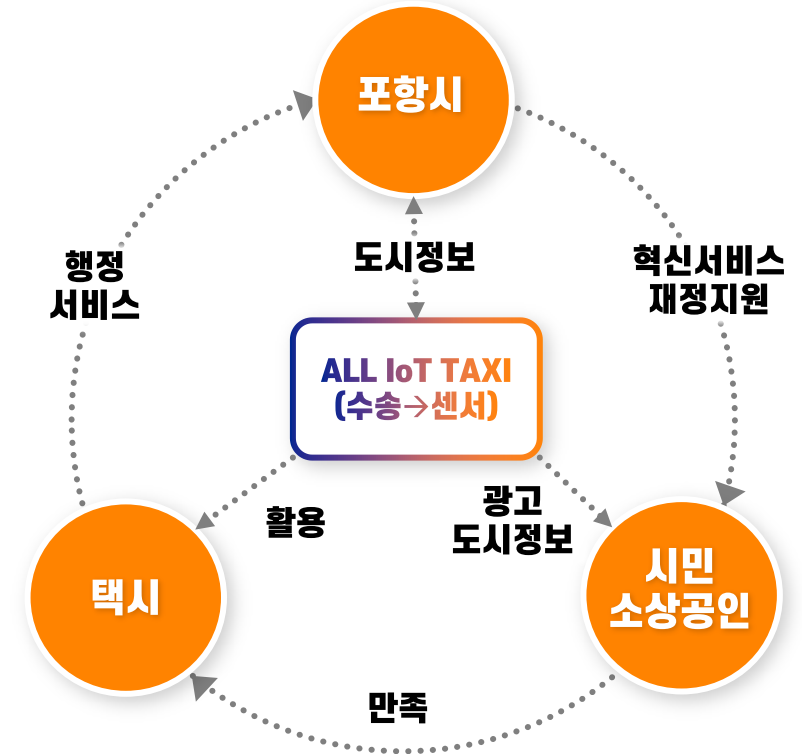 포항시
도시정보
행정
서비스
혁신서비스
재정지원
ALL IoT TAXI
(수송→센서)
활용
광고
도시정보
택시
시민
소상공인
만족